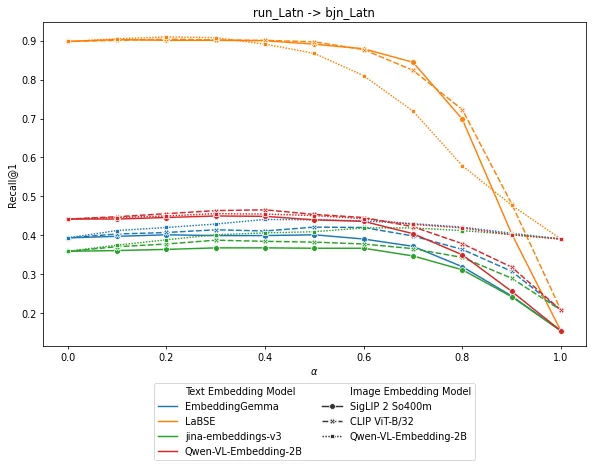 run_Latn -> bjn_Latn
Recall@1
0.9
0.8
0.7
0.6
0.5
0.4
0.3
0.2
0.0 0.2 0.4 0.6 0.8 1.0
α
Text Embedding Model Image Embedding Model
EmbeddingGemma SigLIP 2 So400m
LaBSE CLIP ViT-B/32
jina-embeddings-v3 Qwen-VL-Embedding-2B
Qwen-VL-Embedding-2B